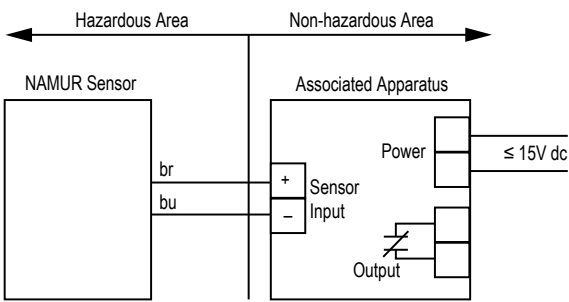 Hazardous Area
Non-hazardous Area
NAMUR Sensor
Associated Apparatus
Power
≤ 15V dc
br
+
Sensor
bu
−
Input
Output